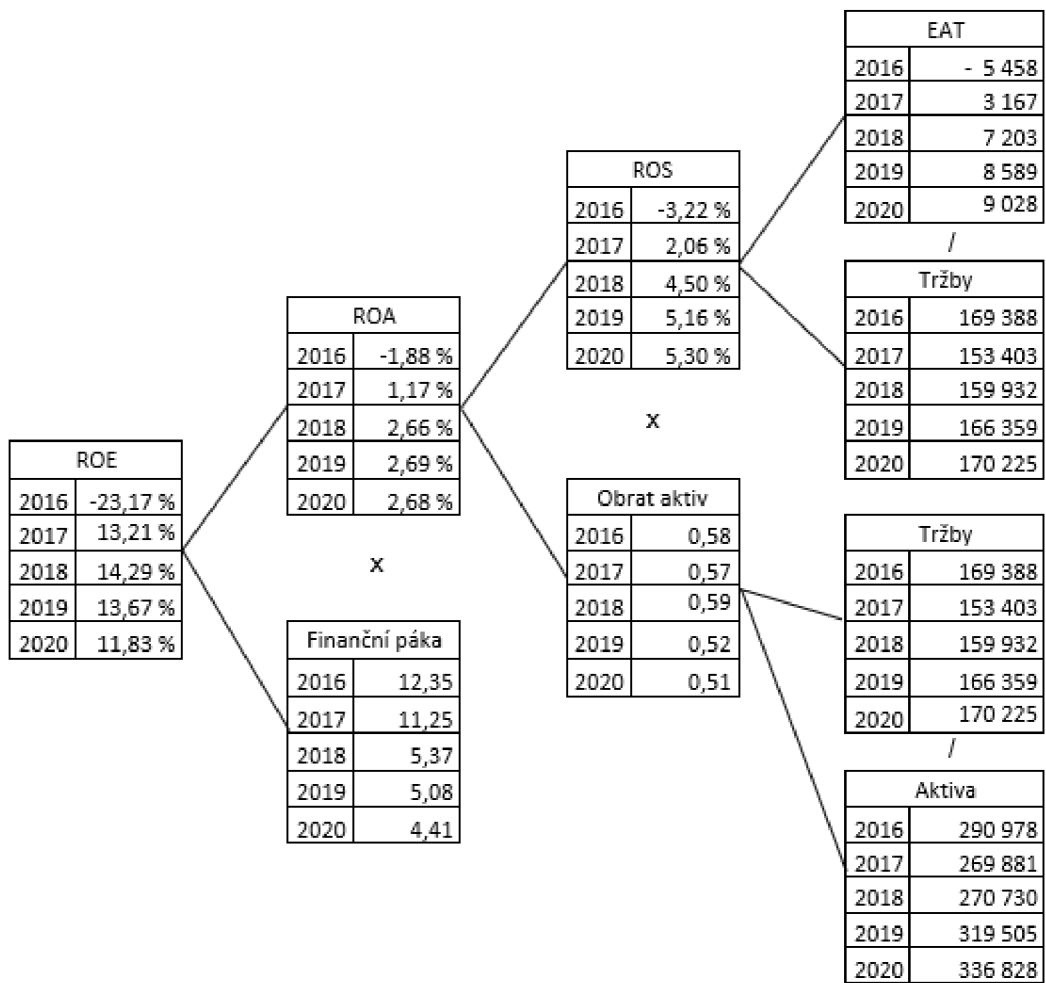 ROE
2016 -23,17 %
2017 13,21 %
2018 14,29 %
2019 13,67 %
2020 11,83 %
ROA
2016 -1,88 %
2017 1,17 %
2018 2,66 %
2019 2,69 %
2020 2,68 %
x
Finanční páka
2016 12,35
2017 11,25
2018 5,37
2019 5,08
2020 4,41
ROS
2016 -3,22 %
2017 2,06 %
2018 4,50 %
2019 5,16 %
2020 5,30 %
x
Obrat aktiv
2016 0,58
2017 0,57
2018 0,59
2019 0,52
2020 0,51
EAT
2016 - 5 458
2017 3 167
2018 7 203
2019 8 589
2020 9 028
/
Tržby
2016 169 388
2017 153 403
2018 159 932
2019 166 359
2020 170 225
Tržby
2016 169 388
2017 153 403
2018 159 932
2019 166 359
2020 170 225
/
Aktiva
2016 290 978
2017 269 881
2018 270 730
2019 319 505
2020 336 828